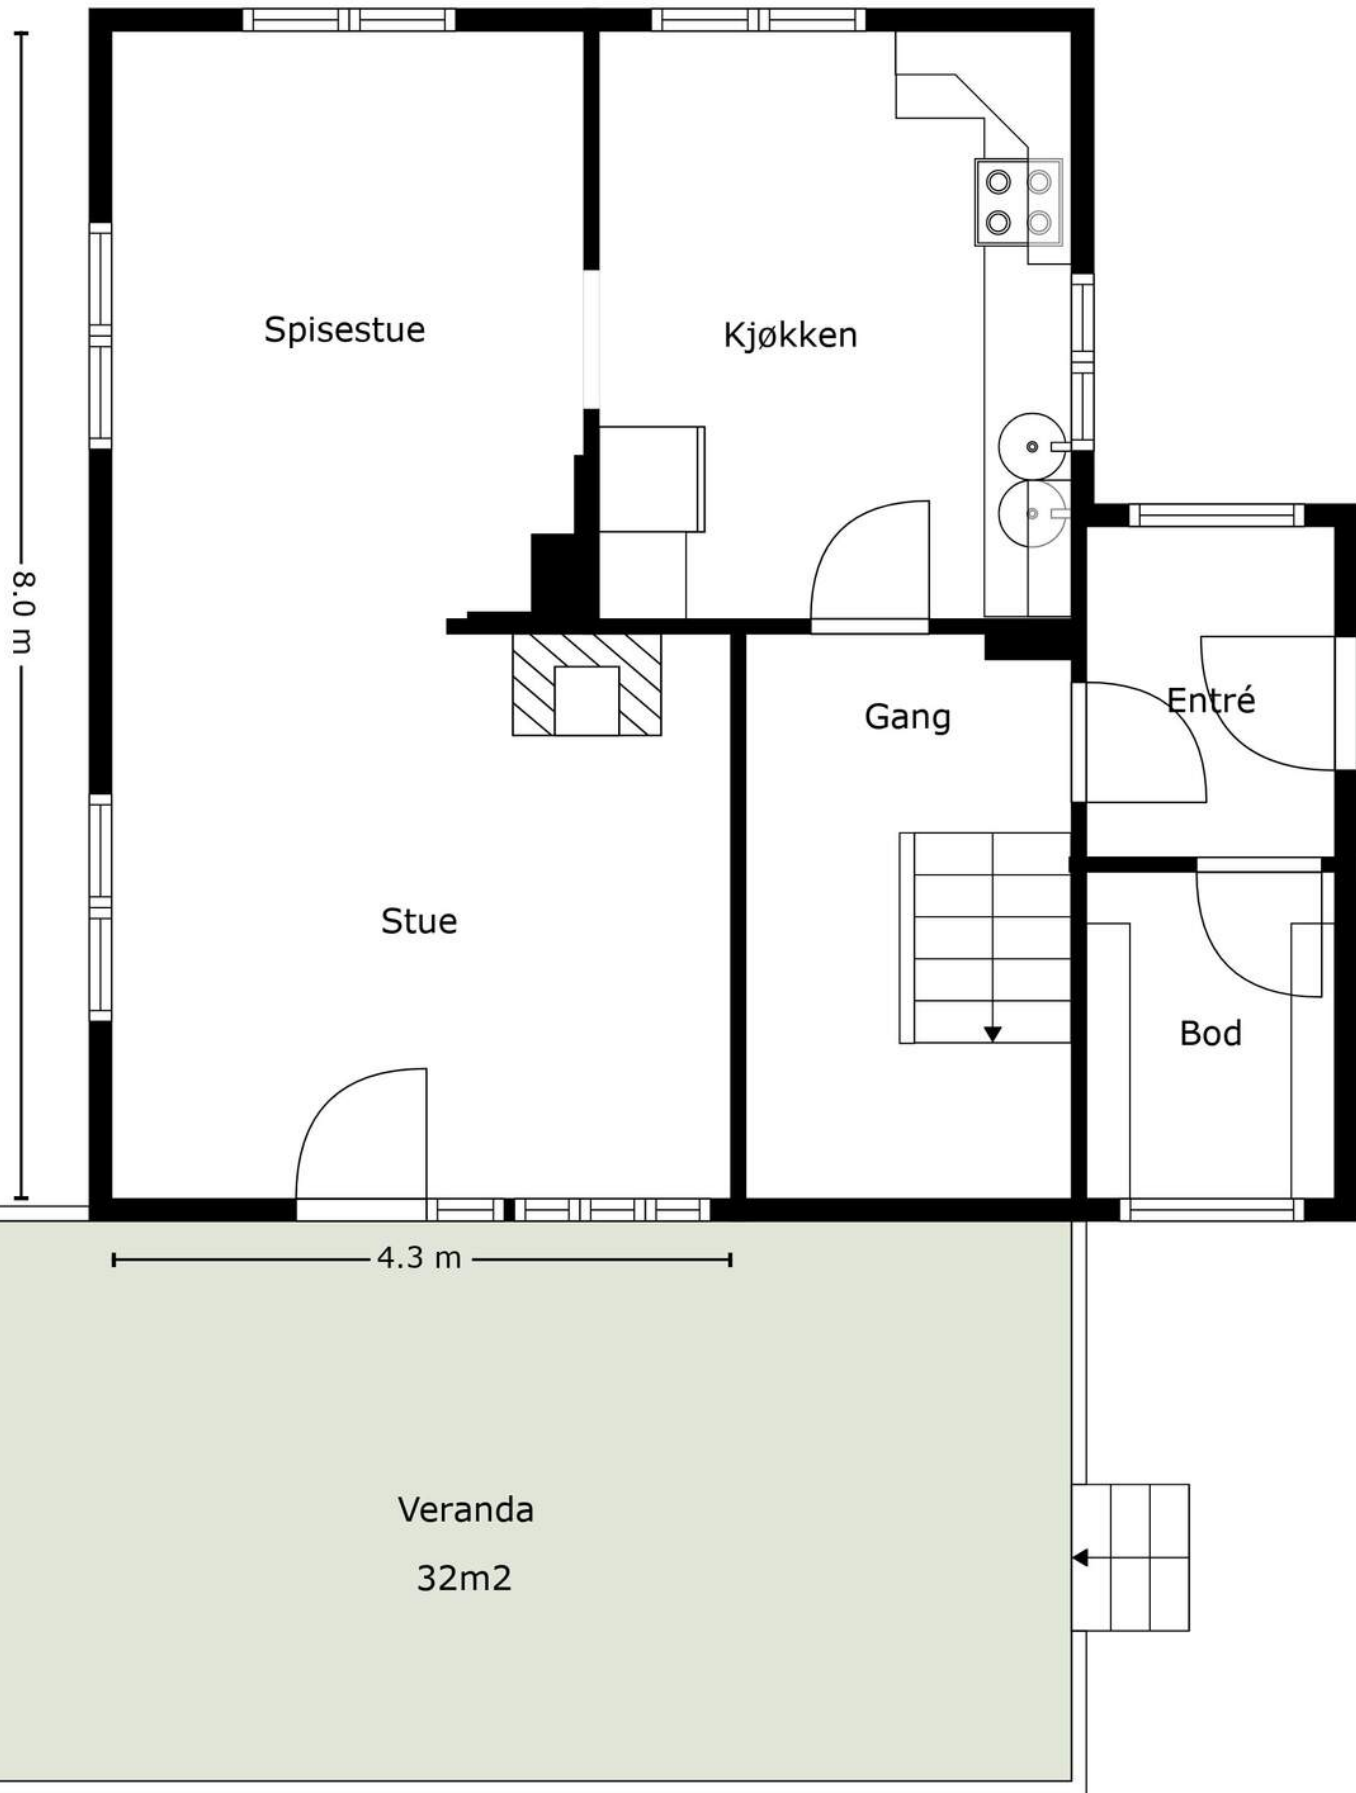 Spisestue
Kjøkken
8.0 m
Entré
Gang
Stue
Bod
4.3 m
Veranda
32m2